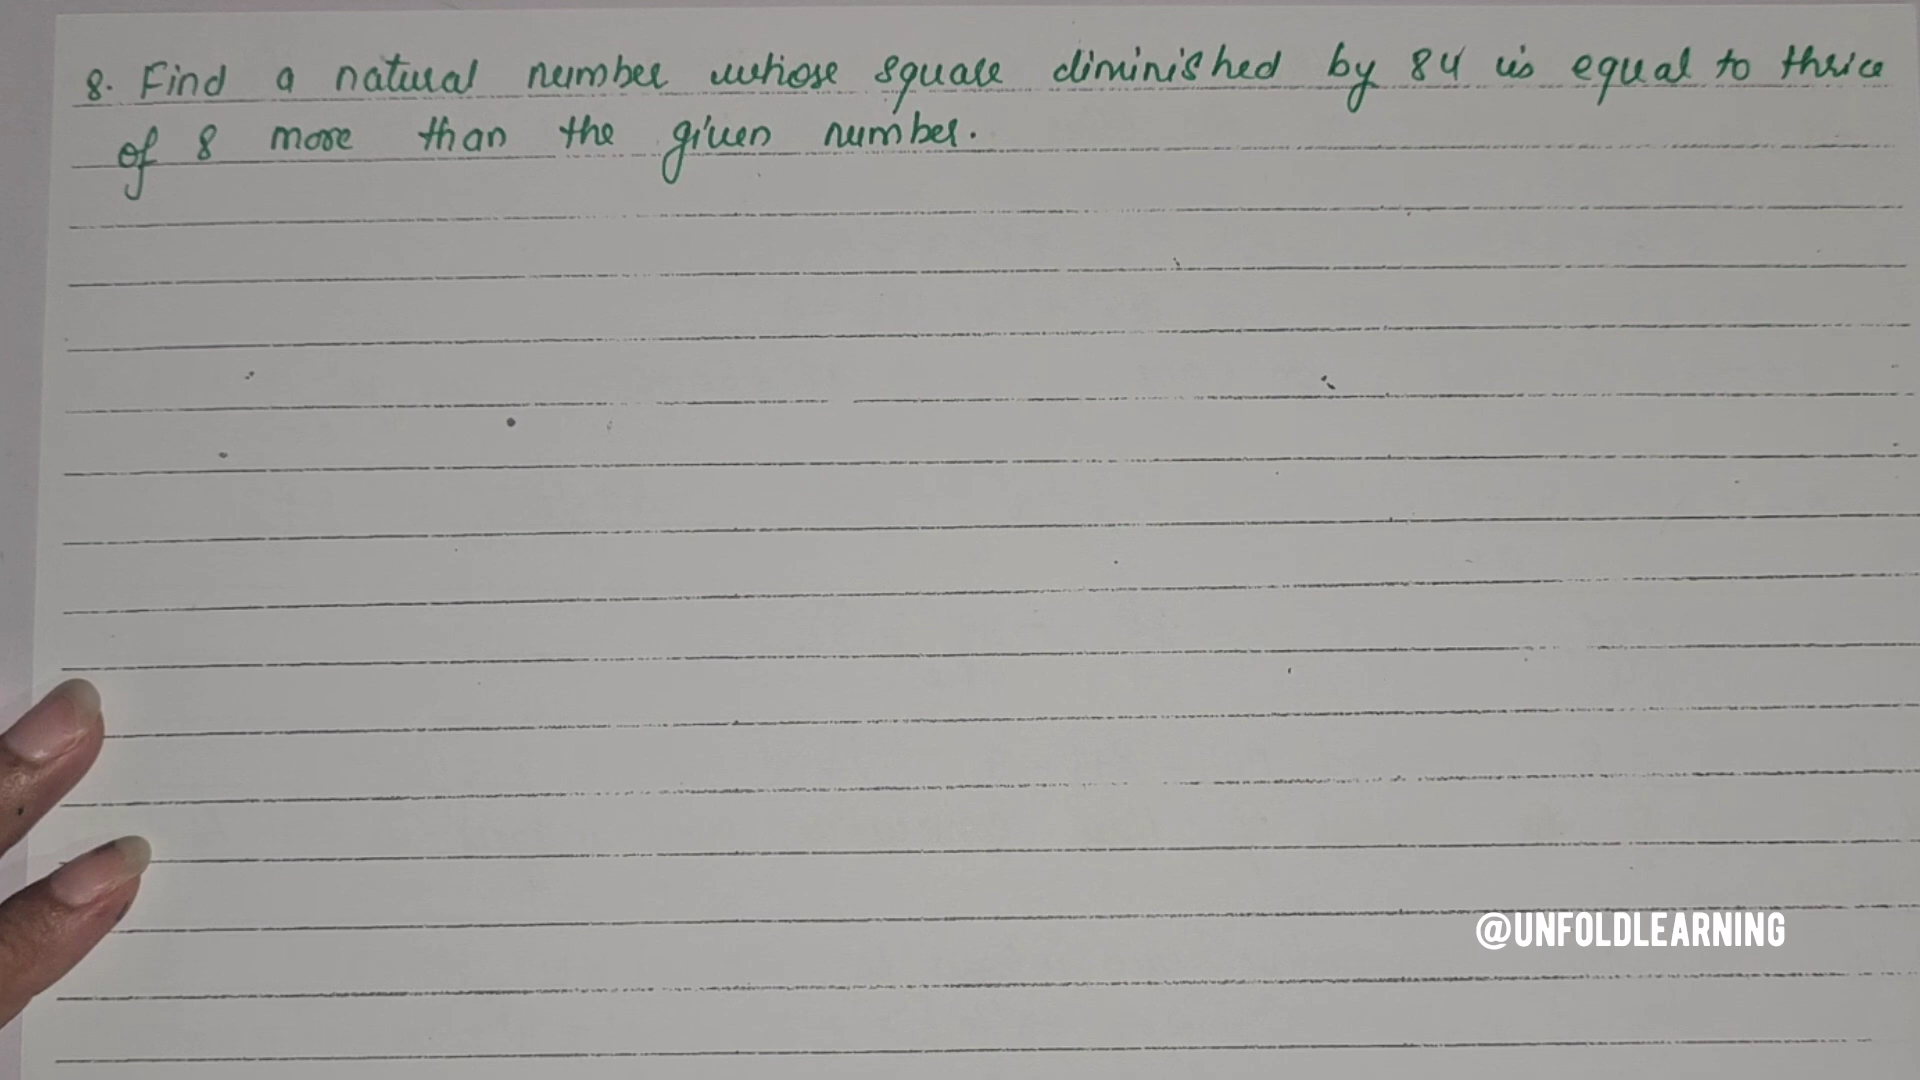 8. Find a natural number whose square diminished by 84 is equal to thrice
of 8 more than the given number.
@UNFOLDLEARNING